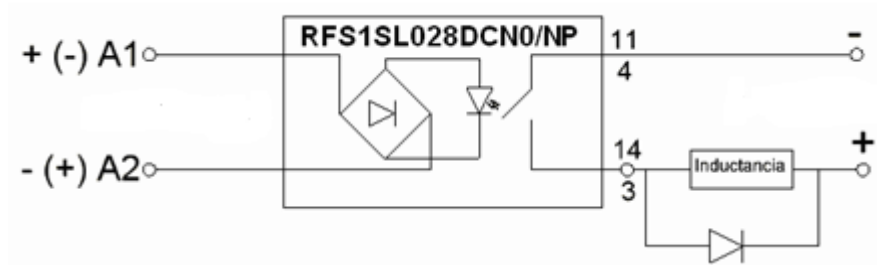 RFS1SL028DCN0/NP
+ (-) A1
11
4
-
- (+) A2
14
3
Inductancia
+